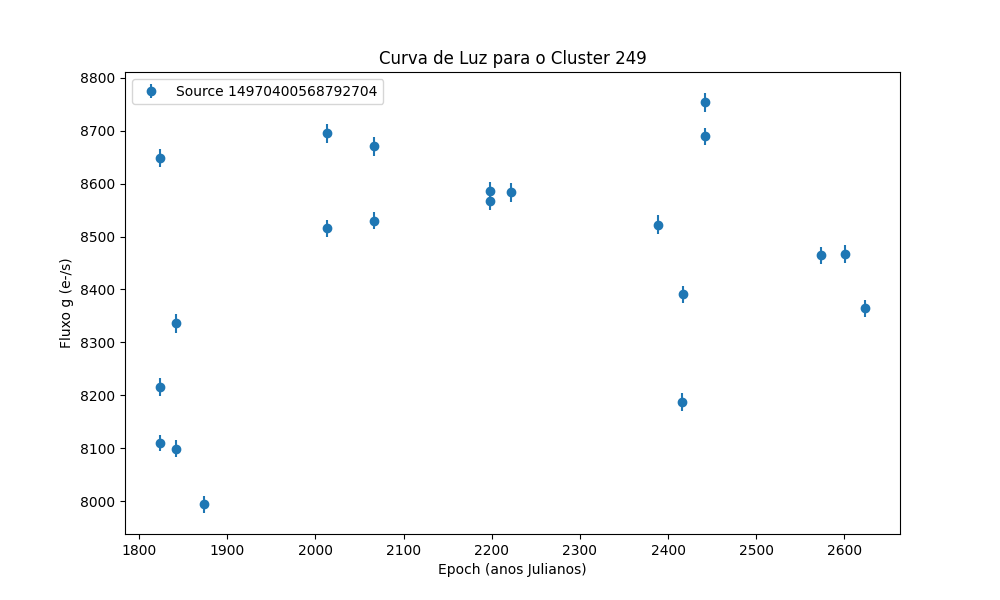 Curva de Luz para o Cluster 249
Source 14970400568792704
8800
8700
8600
8500
8400
8300
8200
8100
8000
Fluxo g (e-/s)
1800 1900 2000 2100 2200 2300 2400 2500 2600
Epoch (anos Julianos)